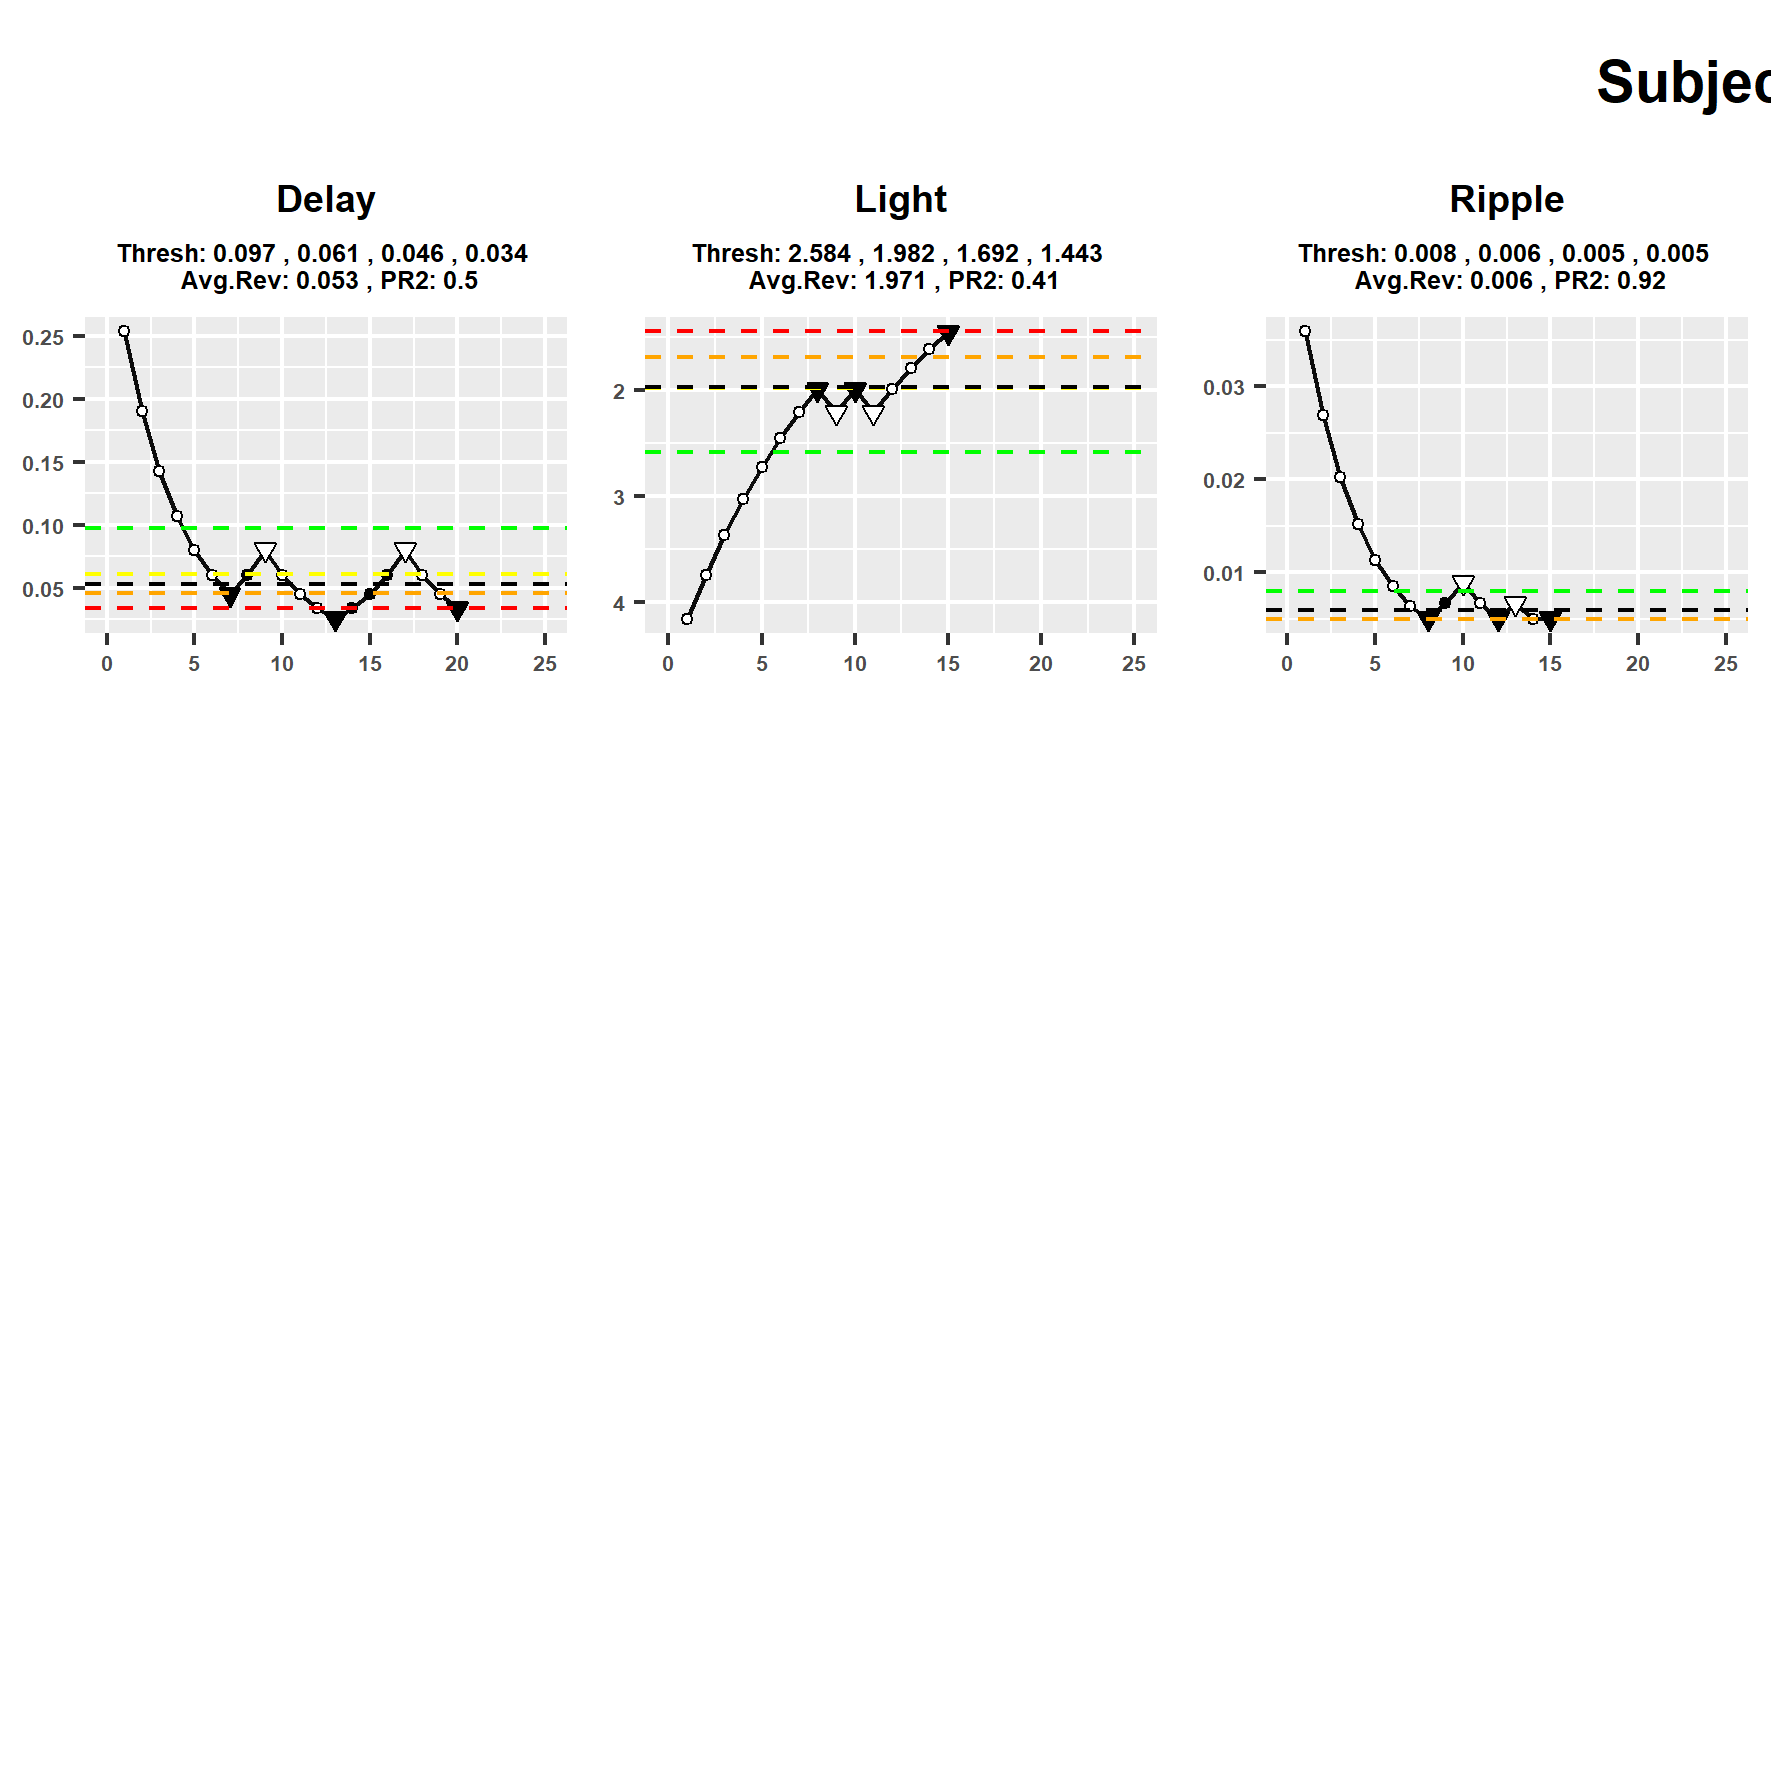 Subjec
Delay
Thresh: 0.097 , 0.061 , 0.046 , 0.034
Avg.Rev: 0.053 , PR2: 0.5
0.25
0.20
0.15
0.10
0.05
0 5 10 15 20 25
Light
Thresh: 2.584 , 1.982 , 1.692 , 1.443
Avg.Rev: 1.971 , PR2: 0.41
2
3
4
0 5 10 15 20 25
Ripple
Thresh: 0.008 , 0.006 , 0.005 , 0.005
Avg.Rev: 0.006 , PR2: 0.92
0.03
0.02
0.01
0 5 10 15 20 25